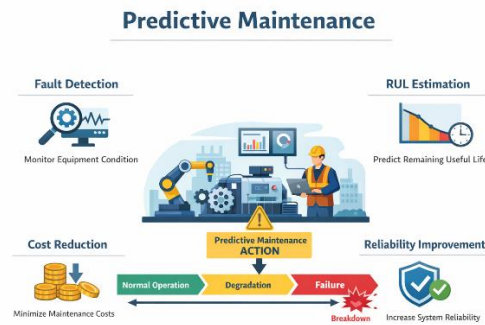 Predictive Maintenance
Fault Detection
RUL Estimation
Monitor Equipment Condition
Predict Remaining Useful Life
Predictive Maintenance
ACTION
Cost Reduction
Reliability Improvement
Normal Operation
Degradation
Failure
Minimize Maintenance Costs
Breakdown
Increase System Reliability